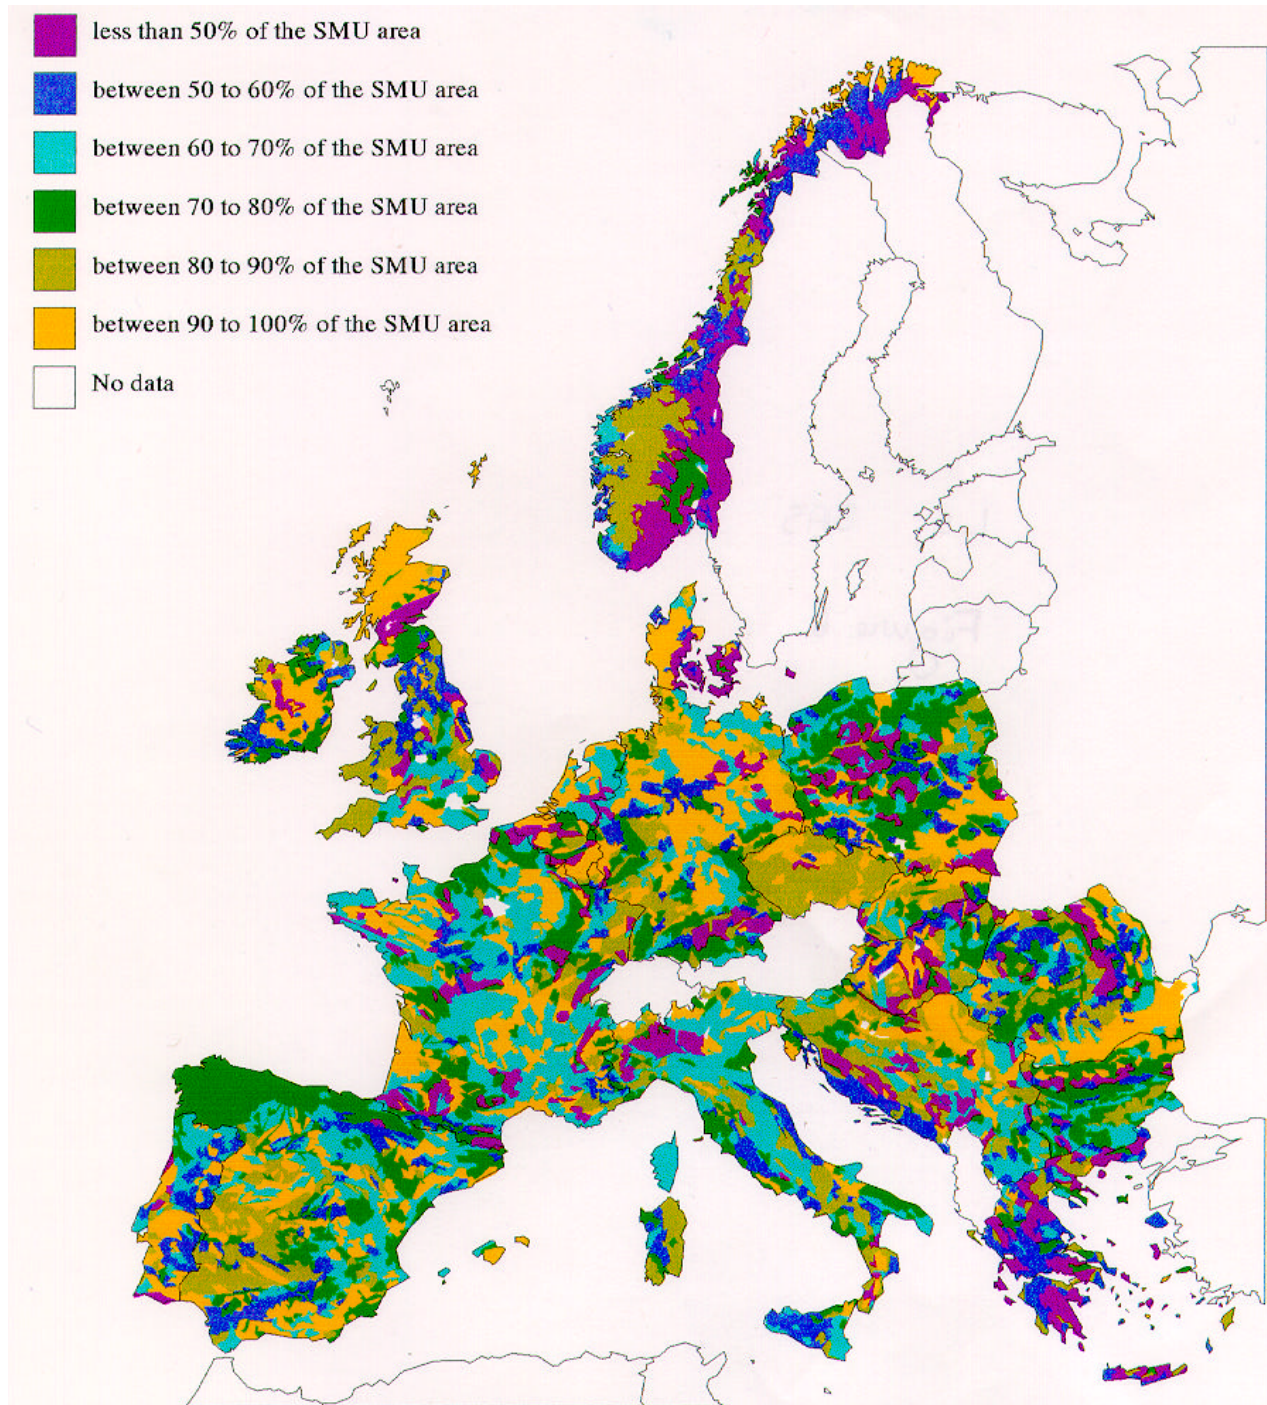 less than 50% of the SMU area
between 50 to 60% of the SMU area
between 60 to 70% of the SMU area
between 70 to 80% of the SMU area
between 80 to 90% of the SMU area
between 90 to 100% of the SMU area
No data